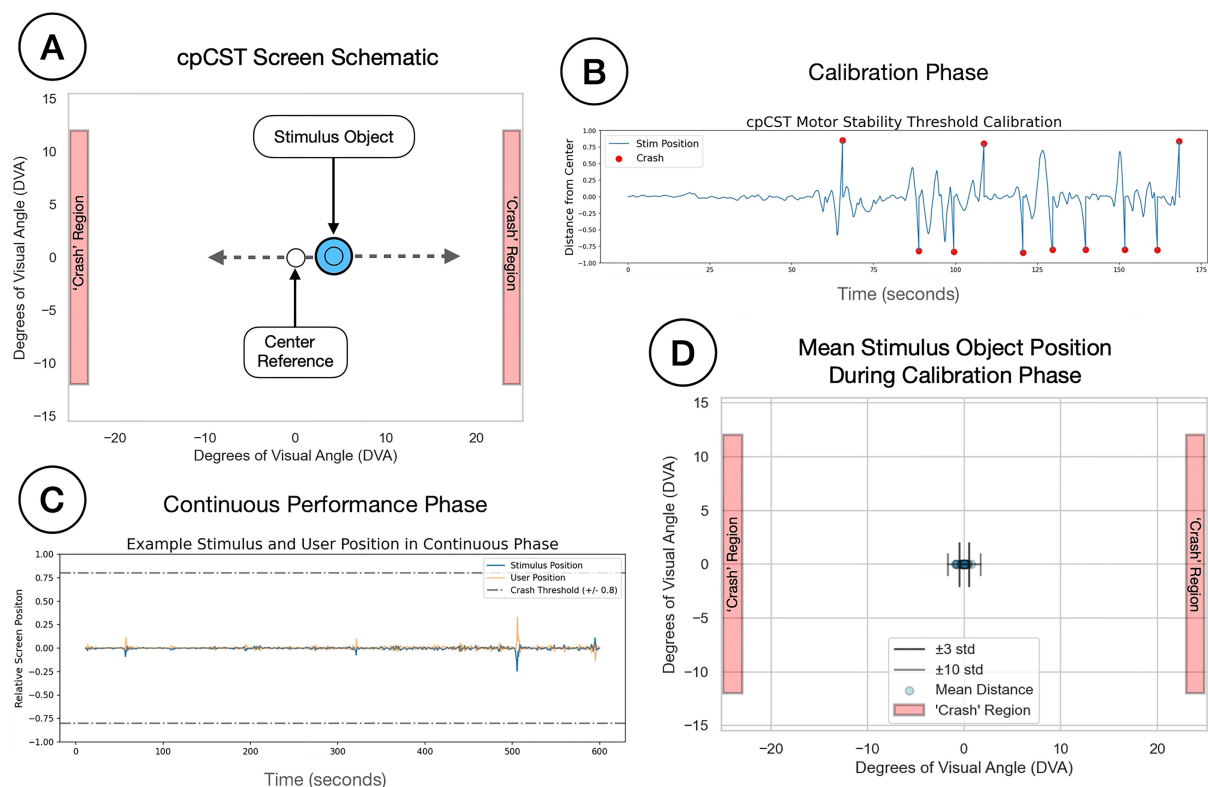 A
cpCST Screen Schematic
15
10
5
0
−5
−10
−15
Degrees of Visual Angle (DVA)
'Crash' Region
Stimulus Object
Center
Reference
'Crash' Region
−20
−10
0
10
20
Degrees of Visual Angle (DVA)
B
Calibration Phase
cpCST Motor Stability Threshold Calibration
Distance from Center
1.00
0.75
0.50
0.25
0.00
−0.25
−0.50
−0.75
−1.00
Stim Position
Crash
0
25
50
75
100
125
150
175
Time (seconds)
C
Continuous Performance Phase
Example Stimulus and User Position in Continuous Phase
Relative Screen Positon
1.00
0.75
0.50
0.25
0.00
−0.25
−0.50
−0.75
−1.00
Stimulus Position
User Position
Crash Threshold (+/- 0.8)
0
100
200
300
400
500
600
Time (seconds)
D
Mean Stimulus Object Position
During Calibration Phase
Degrees of Visual Angle (DVA)
15
10
5
0
−5
−10
−15
'Crash' Region
'Crash' Region
±3 std
±10 std
Mean Distance
'Crash' Region
−20
−10
0
10
20
Degrees of Visual Angle (DVA)